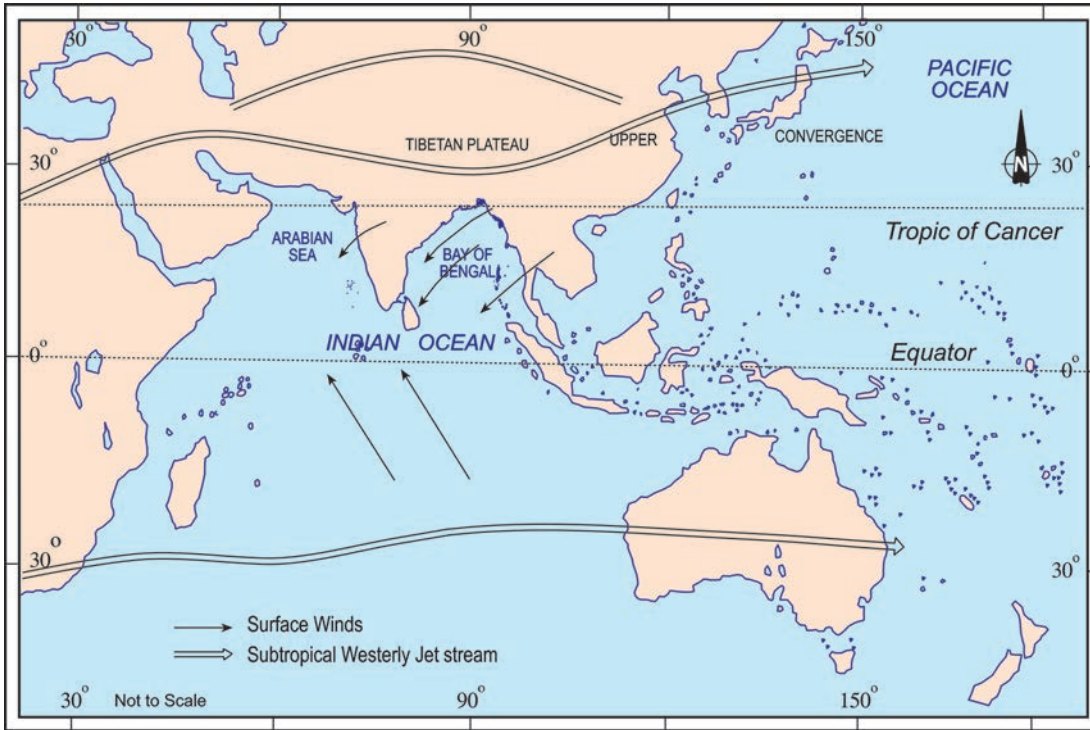 30°
90°
150°
PACIFIC
OCEAN
TIBETAN PLATEAU
UPPER
CONVERGENCE
N
30°
30°
ARABIAN
SEA
BAY OF
BENGAL
Tropic of Cancer
INDIAN OCEAN
0°
Equator
0°
30°
30°
Surface Winds
Subtropical Westerly Jet stream
30°
Not to Scale
90°
150°